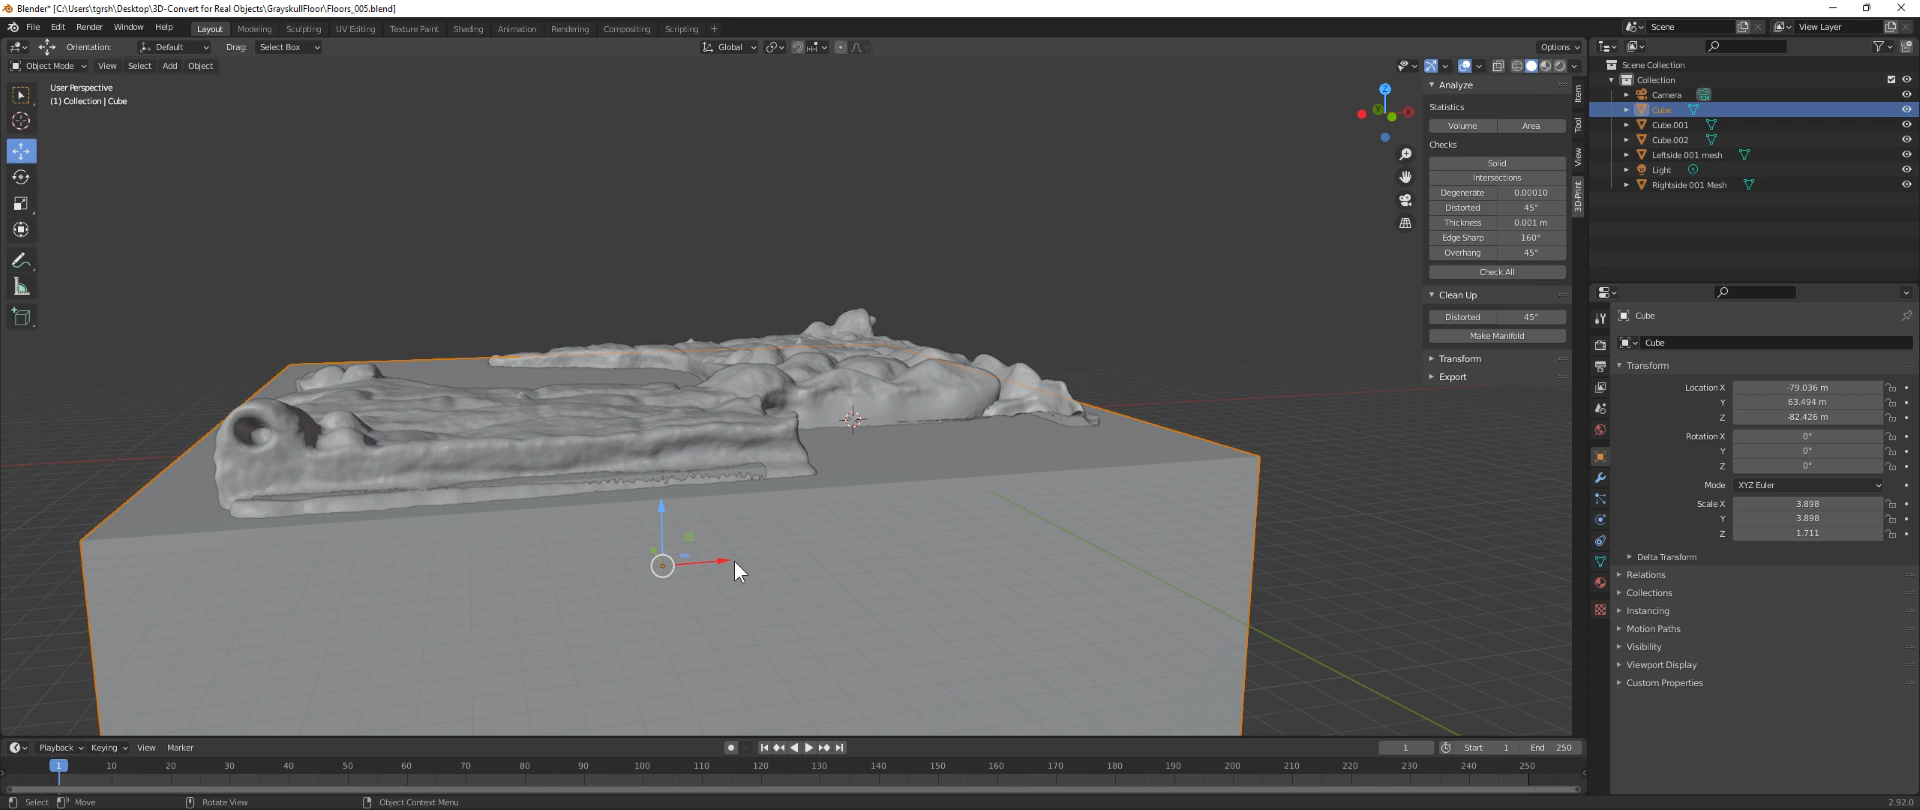 Blender* [C:\Users\tgrsh\Desktop\3D-Convert for Real Objects\GrayskullFloor\Floors_005.blend]
File Edit Render Window Help Layout Modeling Sculpting UV Editing Texture Paint Shading Animation Rendering Compositing Scripting + Scene View Layer
Orientation: Default Drag: Select Box Global Options
Object Mode View Select Add Object
User Perspective
(1) Collection | Cube
Z
Y
X
Analyze
Statistics
Volume Area
Checks
Solid
Intersections
Degenerate 0.00010
Distorted 45°
Thickness 0.001 m
Edge Sharp 160°
Overhang 45°
Check All
Clean Up
Distorted 45°
Make Manifold
Transform
Export
Item
Tool
View
3D-Print
Scene Collection
Collection
Camera
Cube
Cube.001
Cube.002
Leftside 001 mesh
Light
Rightside 001 Mesh
Cube
Cube
Transform
Location X -79.036 m
Y 63.494 m
Z -82.426 m
Rotation X 0°
Y 0°
Z 0°
Mode XYZ Euler
Scale X 3.898
Y 3.898
Z 1.711
Delta Transform
Relations
Collections
Instancing
Motion Paths
Visibility
Viewport Display
Custom Properties
Playback Keying View Marker 1 Start 1 End 250
1 10 20 30 40 50 60 70 80 90 100 110 120 130 140 150 160 170 180 190 200 210 220 230 240 250
Select Move Rotate View Object Context Menu 2.92.0